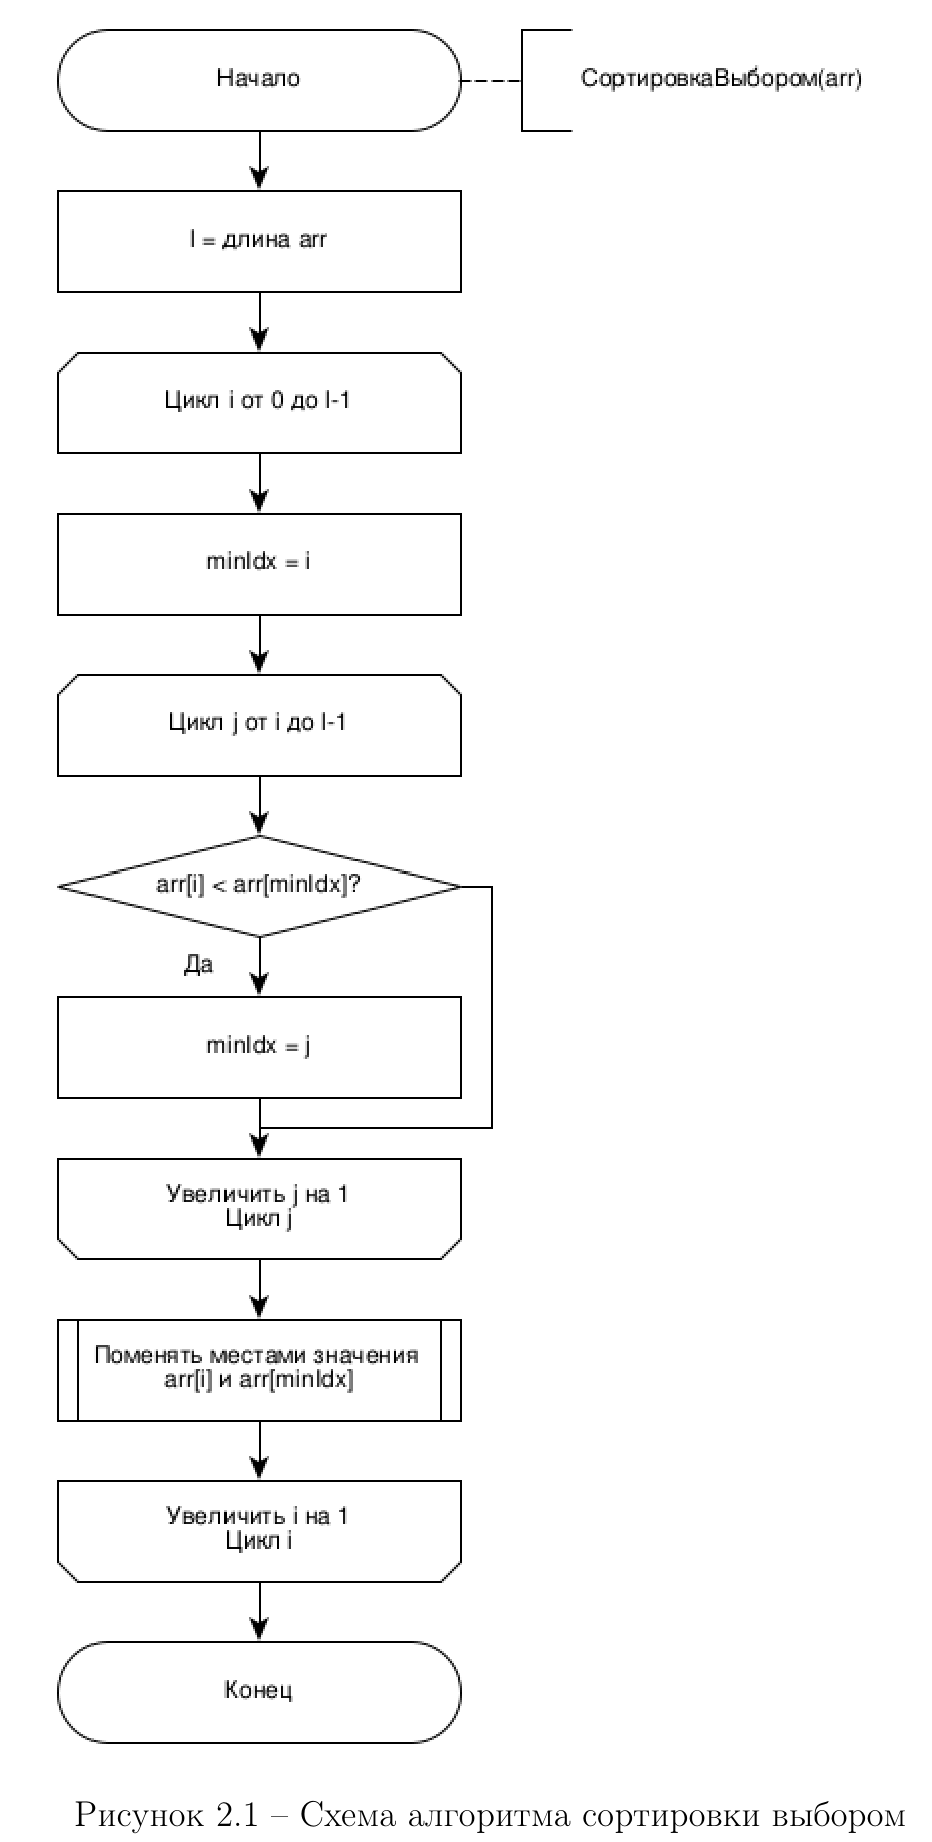 Начало
СортировкаВыбором(arr)
l = длина arr
Цикл i от 0 до l-1
minIdx = i
Цикл j от i до l-1
arr[i] < arr[minIdx]?
Да
minIdx = j
Увеличить j на 1
Цикл j
Поменять местами значения
arr[i] и arr[minIdx]
Увеличить i на 1
Цикл i
Конец
Рисунок 2.1 – Схема алгоритма сортировки выбором